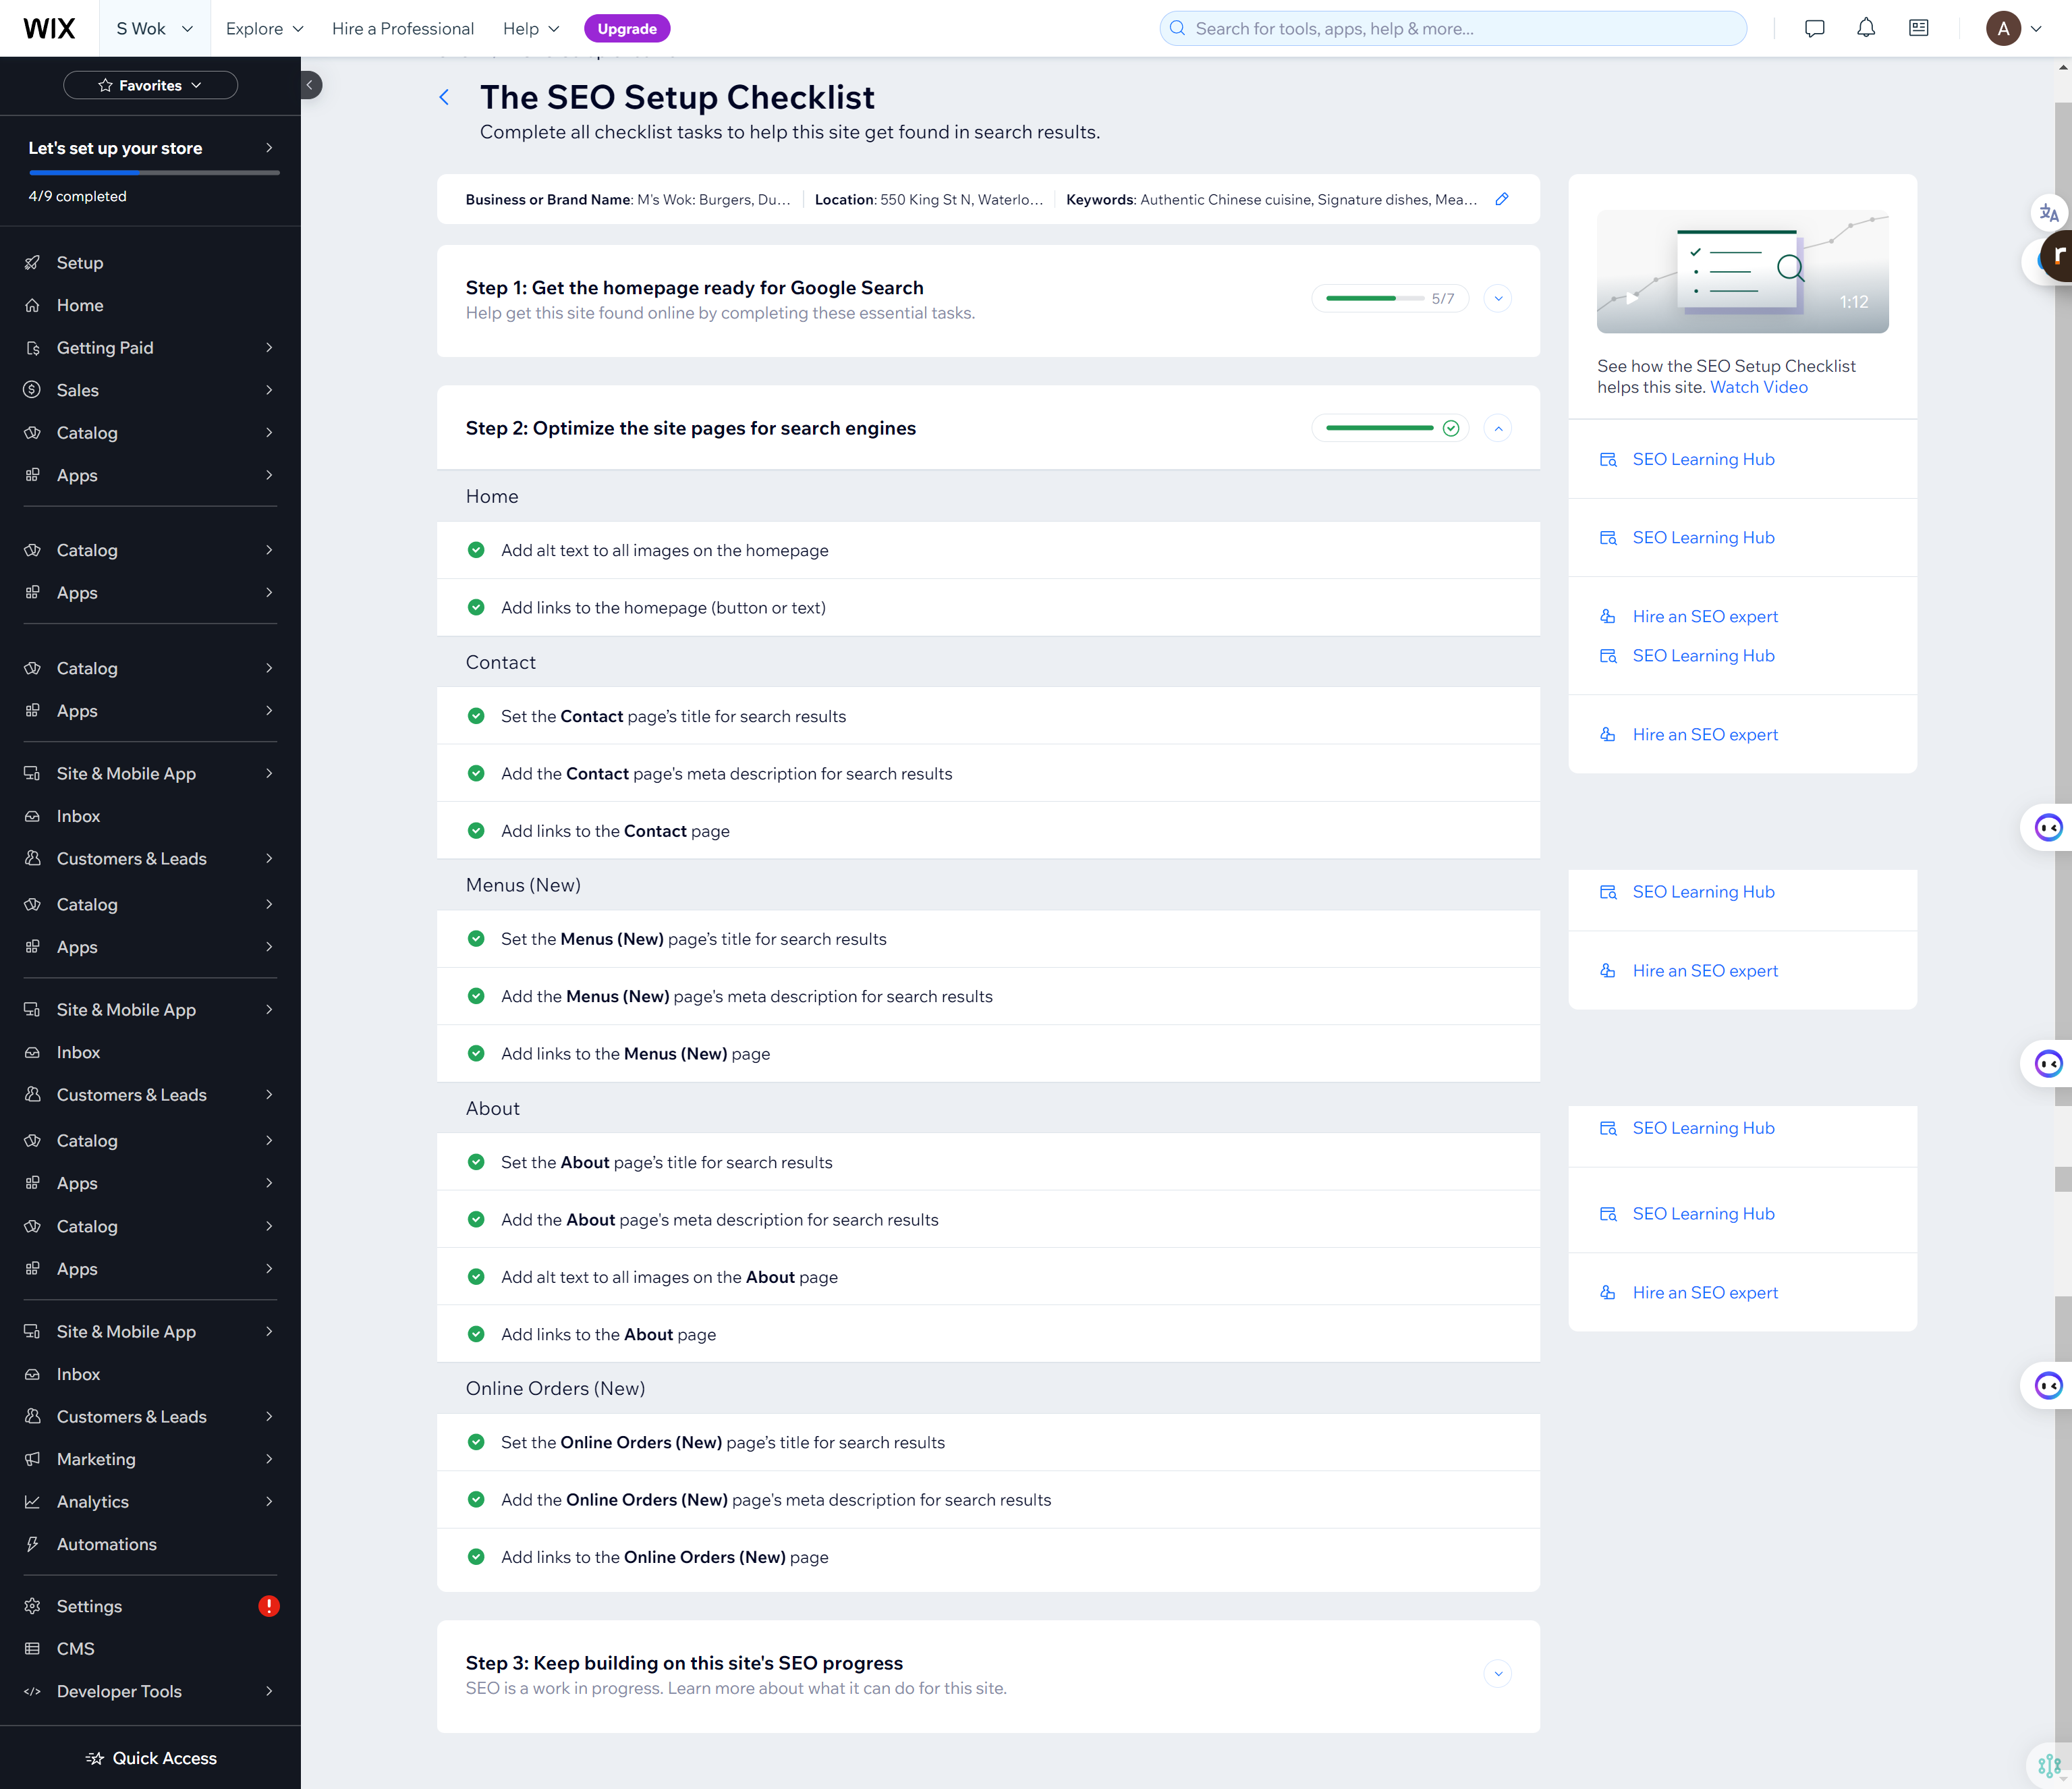 WIX
S Wok
Explore
Hire a Professional
Help
Upgrade
Search for tools, apps, help & more...
A
Favorites
Let's set up your store
4/9 completed
Setup
Home
Getting Paid
Sales
Catalog
Apps
Catalog
Apps
Catalog
Apps
Site & Mobile App
Inbox
Customers & Leads
Catalog
Apps
Site & Mobile App
Inbox
Customers & Leads
Catalog
Apps
Catalog
Apps
Site & Mobile App
Inbox
Customers & Leads
Marketing
Analytics
Automations
Settings
CMS
Developer Tools
Quick Access
The SEO Setup Checklist
Complete all checklist tasks to help this site get found in search results.
Business or Brand Name: M's Wok: Burgers, Du...
Location: 550 King St N, Waterlo...
Keywords: Authentic Chinese cuisine, Signature dishes, Mea...
Step 1: Get the homepage ready for Google Search
Help get this site found online by completing these essential tasks.
5/7
Step 2: Optimize the site pages for search engines
Home
Add alt text to all images on the homepage
Add links to the homepage (button or text)
Contact
Set the Contact page’s title for search results
Add the Contact page's meta description for search results
Add links to the Contact page
Menus (New)
Set the Menus (New) page’s title for search results
Add the Menus (New) page's meta description for search results
Add links to the Menus (New) page
About
Set the About page’s title for search results
Add the About page's meta description for search results
Add alt text to all images on the About page
Add links to the About page
Online Orders (New)
Set the Online Orders (New) page’s title for search results
Add the Online Orders (New) page's meta description for search results
Add links to the Online Orders (New) page
Step 3: Keep building on this site's SEO progress
SEO is a work in progress. Learn more about what it can do for this site.
1:12
See how the SEO Setup Checklist
helps this site. Watch Video
SEO Learning Hub
SEO Learning Hub
Hire an SEO expert
SEO Learning Hub
Hire an SEO expert
SEO Learning Hub
Hire an SEO expert
SEO Learning Hub
SEO Learning Hub
Hire an SEO expert
r